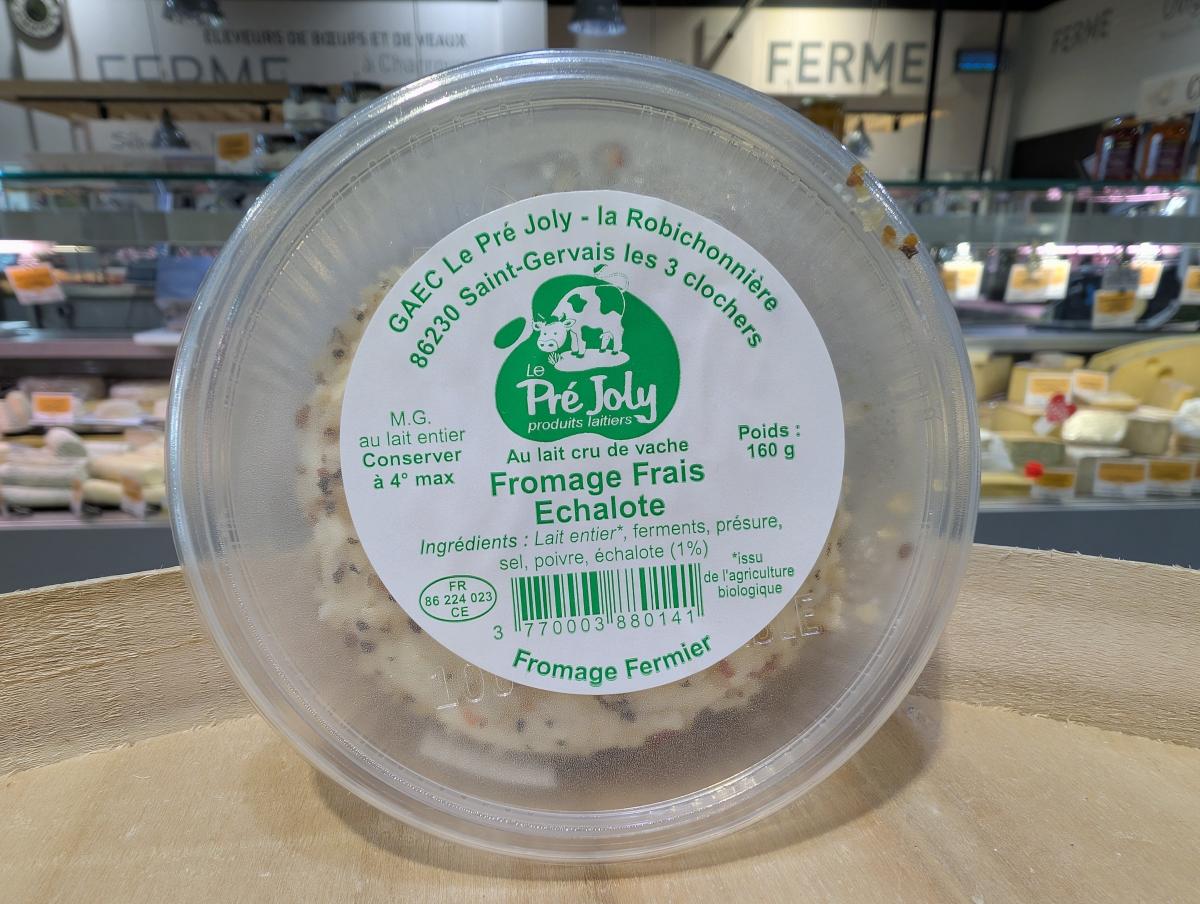 ELEVEURS DE BŒUFS ET DE VEAUX
FERME
FERME
FERME
GAEC Le Pré Joly - la Robichonnière
86230 Saint-Gervais les 3 clochers
Le
Pré Joly
produits laitiers
M.G.
au lait entier
Conserver
à 4° max
Poids :
160 g
Au lait cru de vache
Fromage Frais
Echalote
Ingrédients : Lait entier*, ferments, présure,
sel, poivre, échalote (1%)
*issu
de l'agriculture
biologique
FR
86 224 023
CE
3 770003 880141
Fromage Fermier